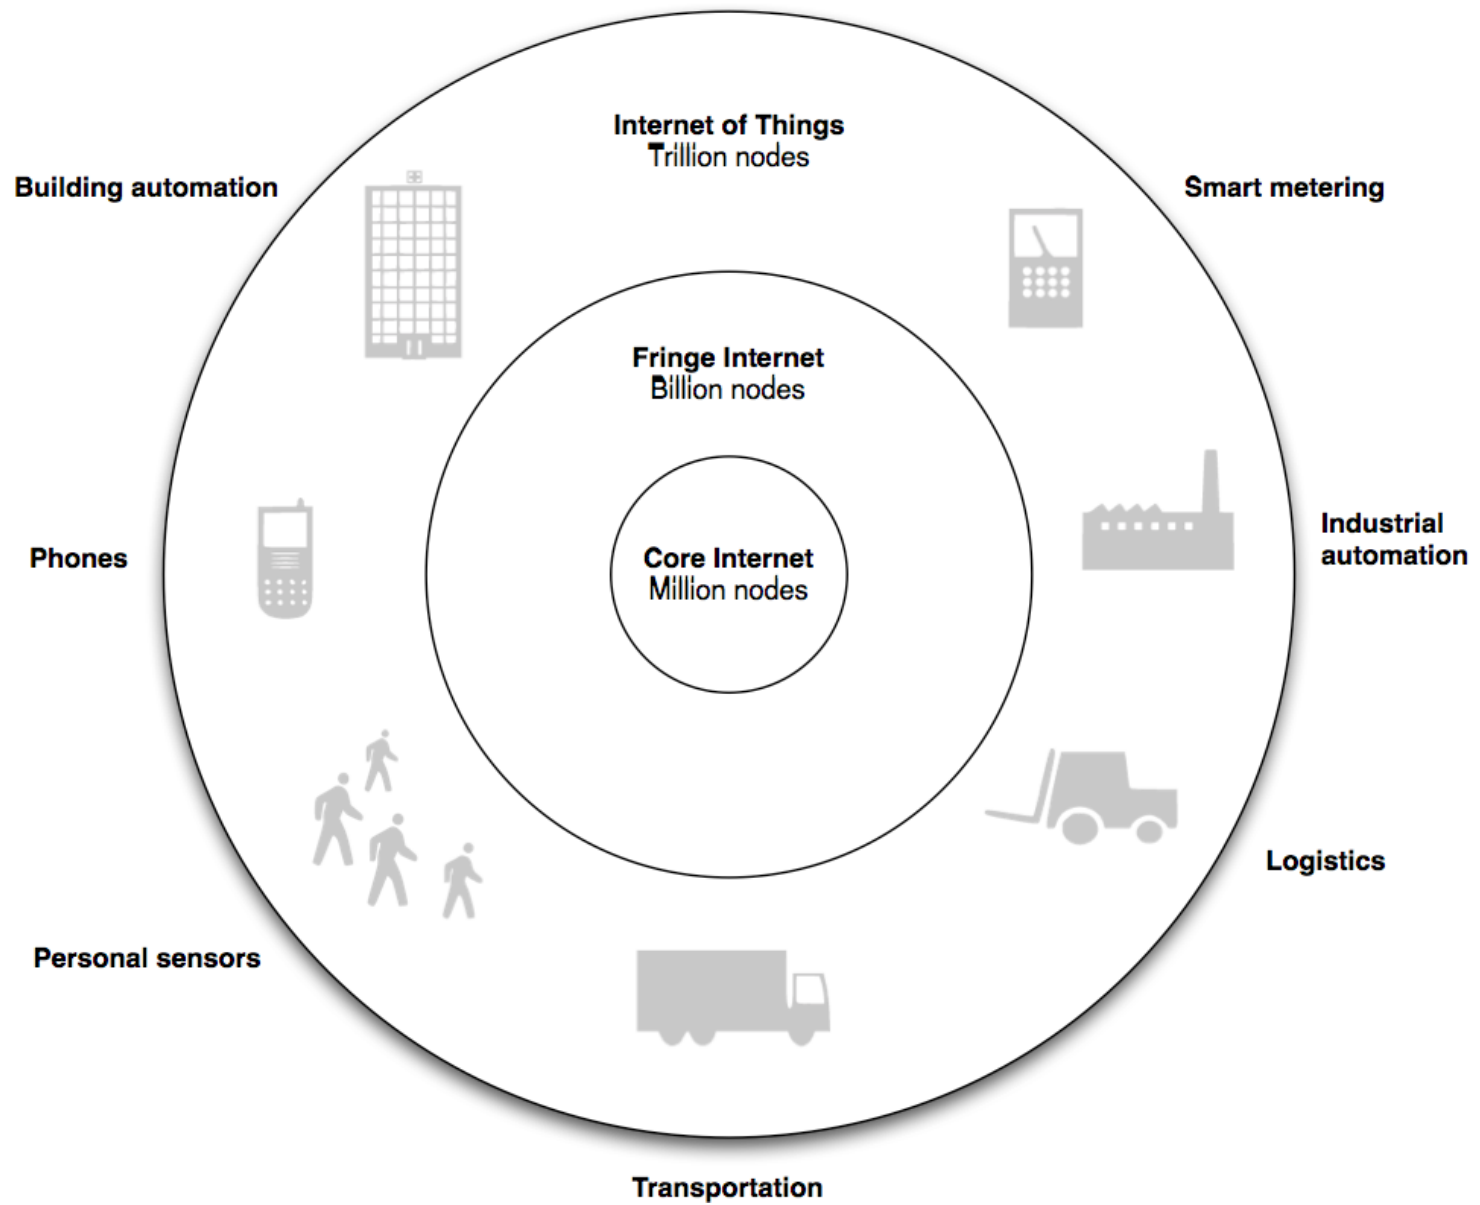 Internet of Things
Trillion nodes
Building automation
Smart metering
Fringe Internet
Billion nodes
Phones
Core Internet
Million nodes
Industrial
automation
Logistics
Personal sensors
Transportation